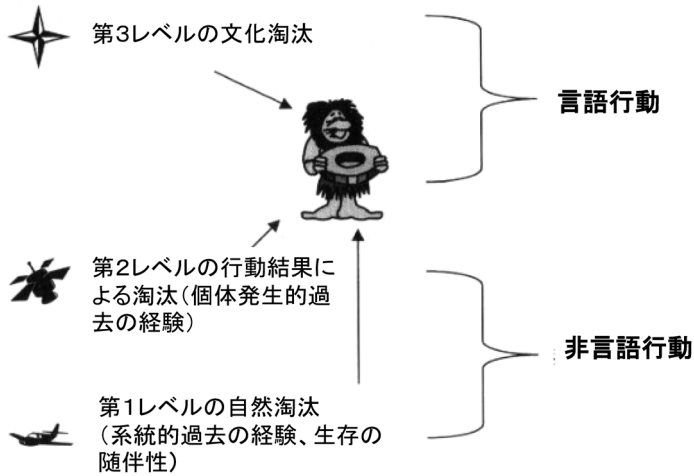 第３レベルの文化淘汰
言語行動
第２レベルの行動結果に
よる淘汰（個体発生的過
去の経験）
非言語行動
第１レベルの自然淘汰
（系統的過去の経験、生存の
随伴性）